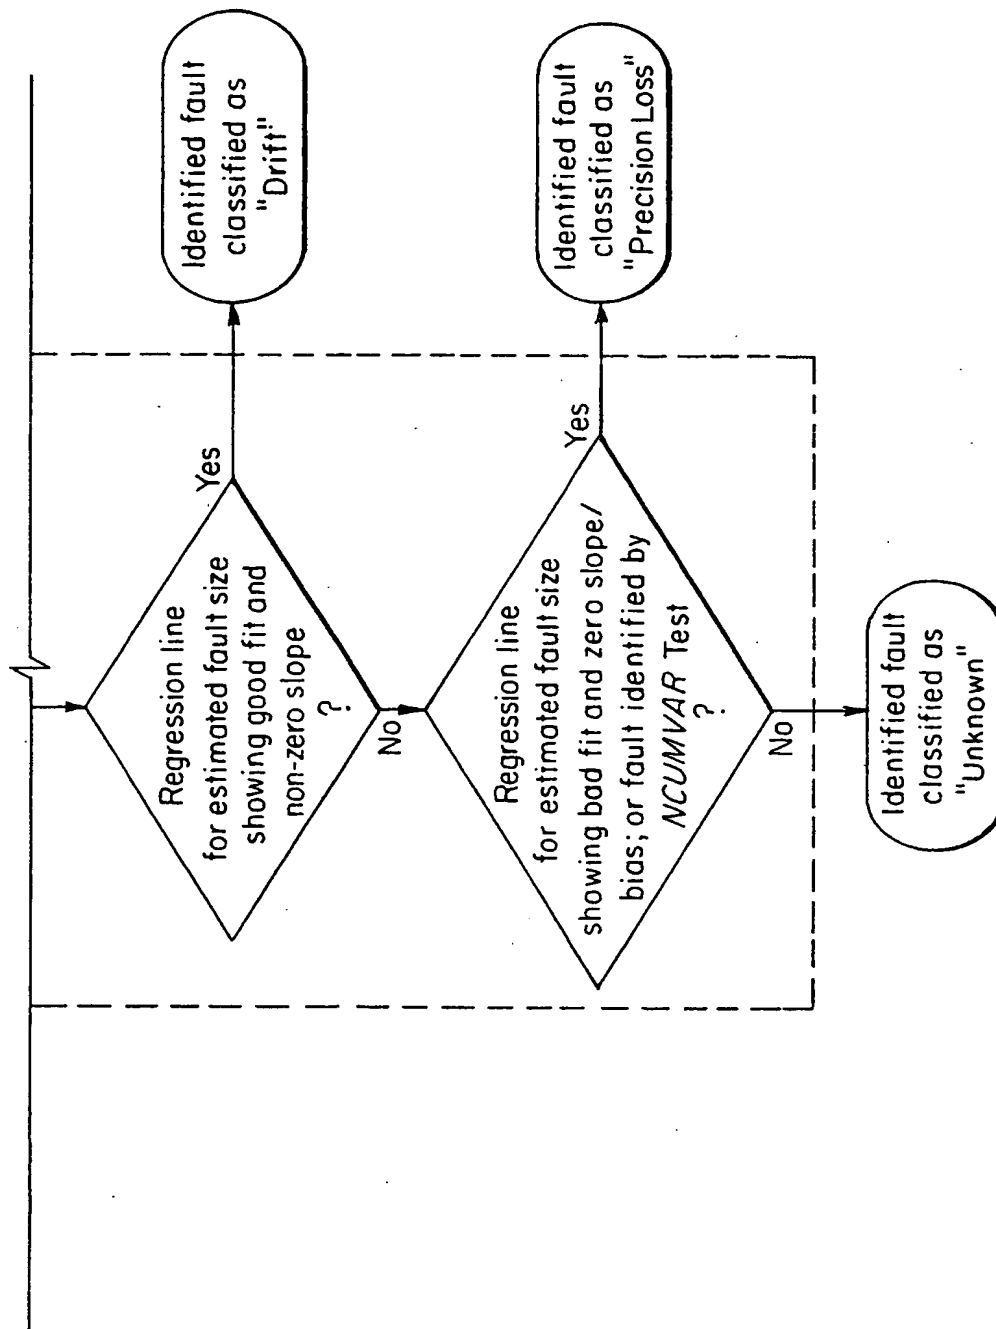 Regression line
for estimated fault size
showing good fit and
non-zero slope
?
Yes
Identified fault
classified as
"Drift"
No
Regression line
for estimated fault size
showing bad fit and zero slope/
bias; or fault identified by
NCUMVAR Test
?
Yes
Identified fault
classified as
"Precision Loss"
No
Identified fault
classified as
"Unknown"